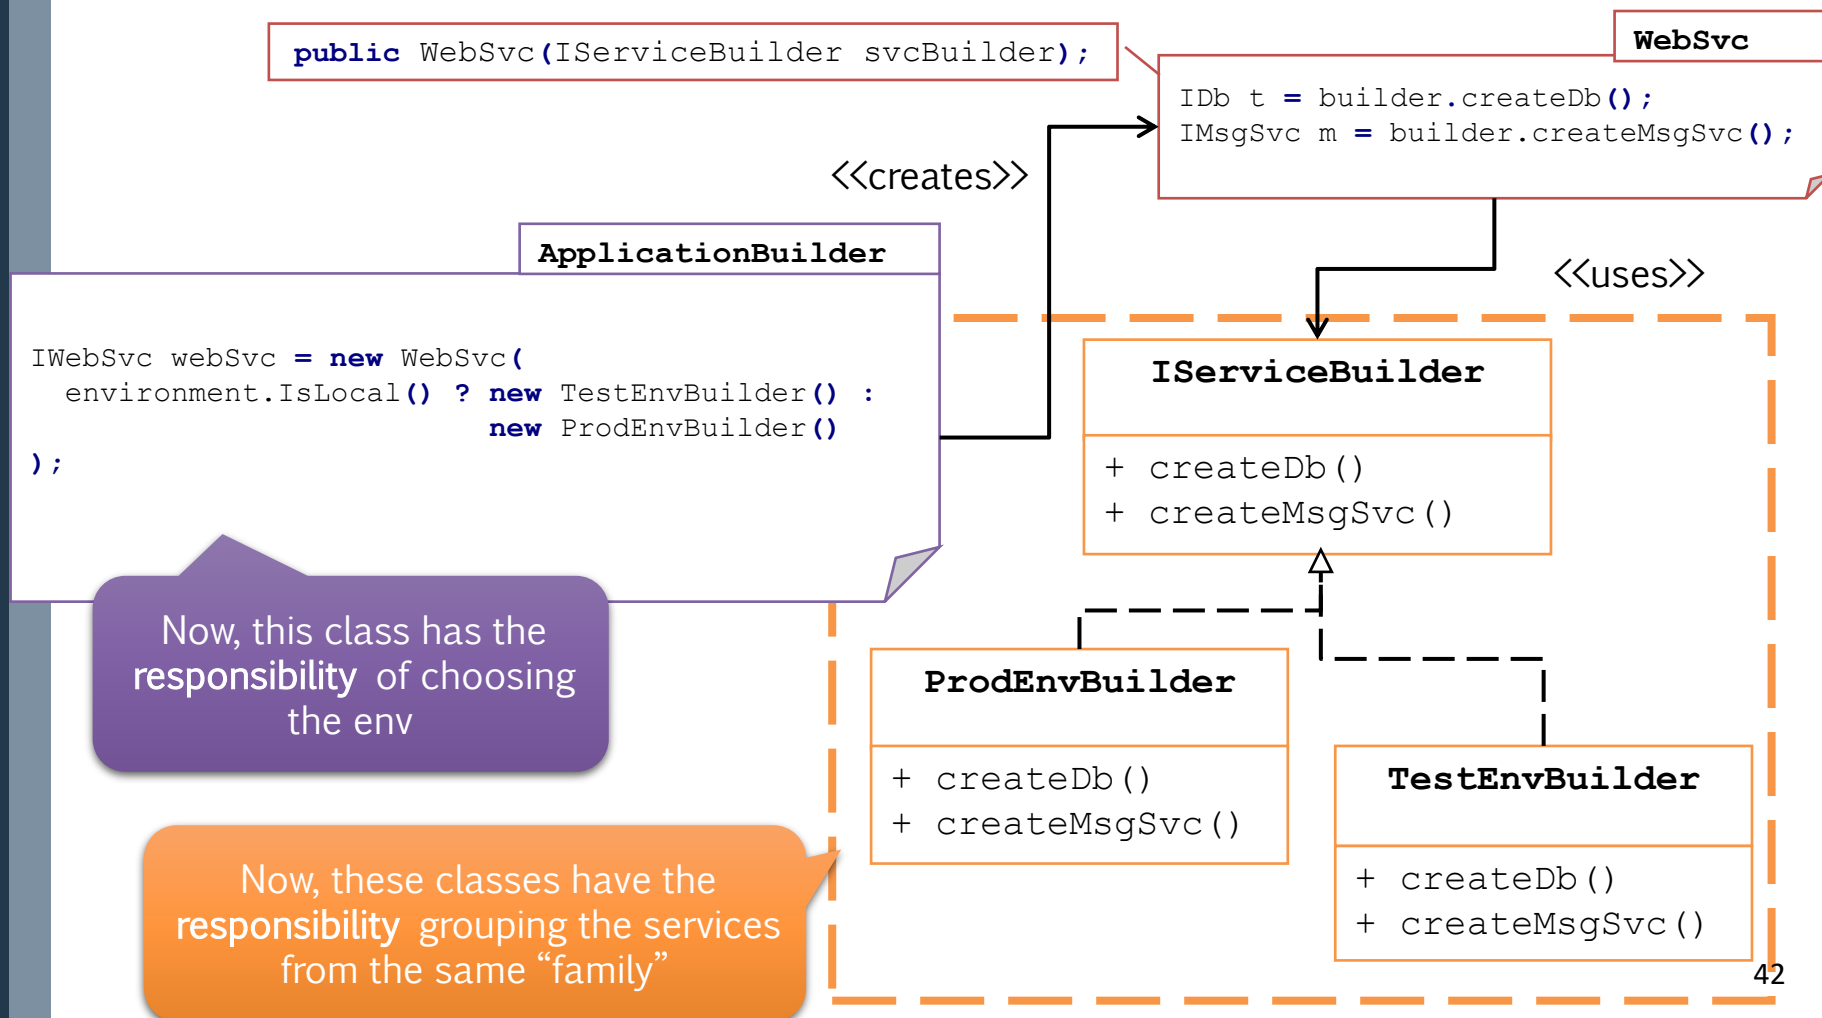 public WebSvc(IServiceBuilder svcBuilder);
WebSvc
IDb t = builder.createDb();
IMsgSvc m = builder.createMsgSvc();
<<creates>>
<<uses>>
ApplicationBuilder
IWebSvc webSvc = new WebSvc(
environment.IsLocal() ? new TestEnvBuilder() :
new ProdEnvBuilder()
);
Now, this class has the
responsibility of choosing
the env
IServiceBuilder
+ createDb()
+ createMsgSvc()
ProdEnvBuilder
+ createDb()
+ createMsgSvc()
TestEnvBuilder
+ createDb()
+ createMsgSvc()
Now, these classes have the
responsibility grouping the services
from the same “family”
42